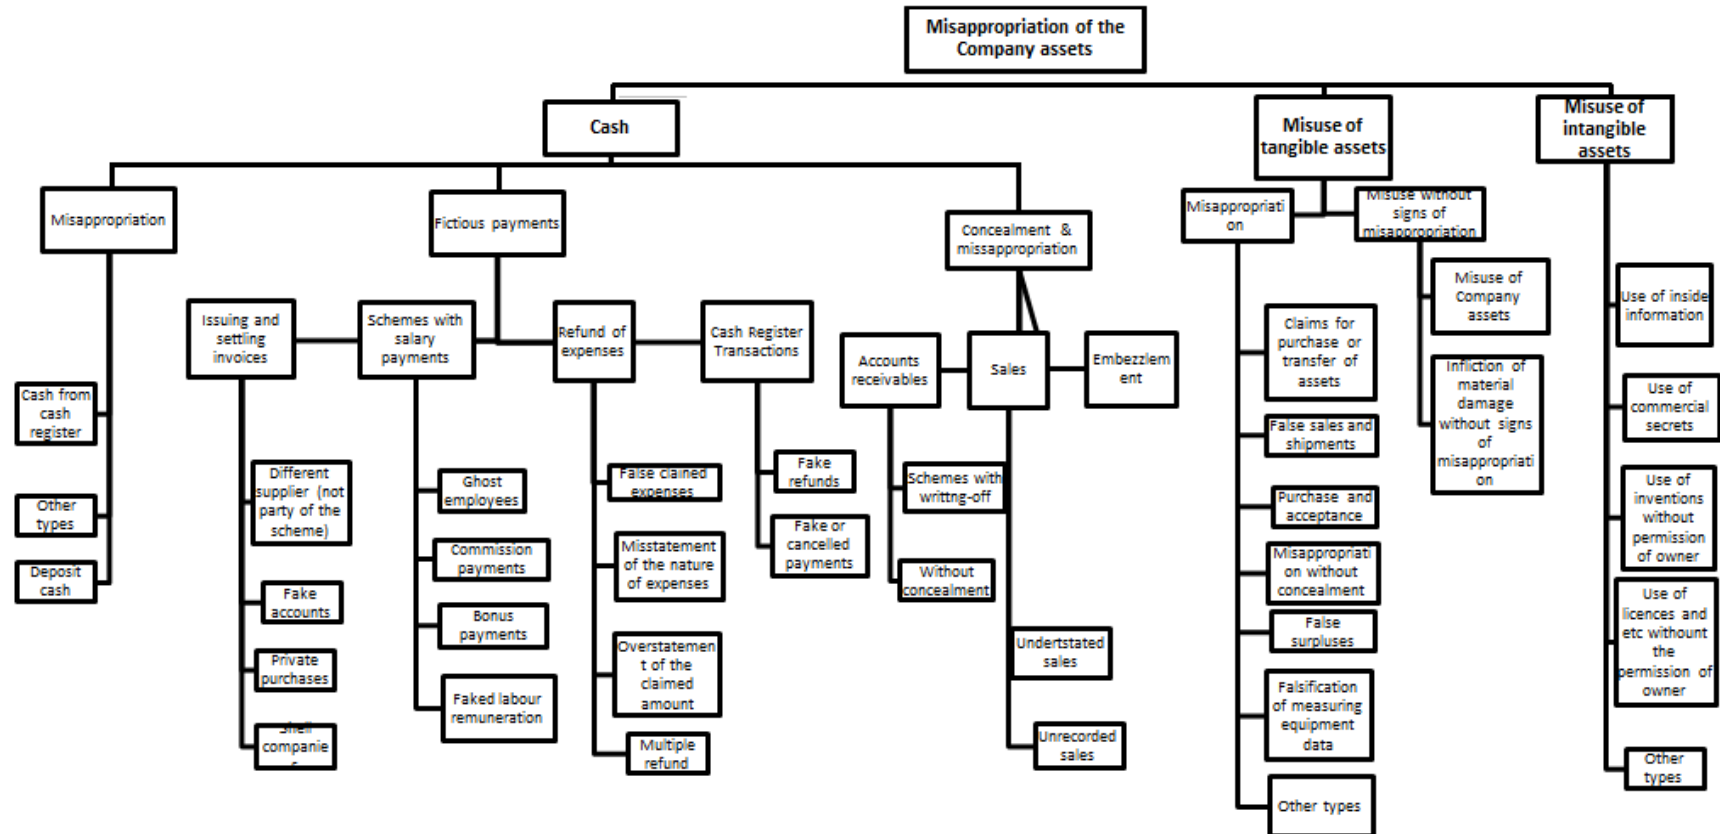 Misappropriation of the
Company assets
Cash
Misuse of
tangible assets
Misuse of
intangible
assets
Misappropriation
Fictious payments
Concealment &
missappropriation
Misappropriati
on
Misuse without
signs of
misappropriation
Issuing and
settling
invoices
Schemes with
salary
payments
Refund of
expenses
Cash Register
Transactions
Accounts
receivables
Sales
Embezzlem
ent
Cash from
cash
register
Other
types
Deposit
cash
Different
supplier (not
party of the
scheme)
Fake
accounts
Private
purchases
Shell
companie
s
Ghost
employees
Commission
payments
Bonus
payments
Faked labour
remuneration
False claimed
expenses
Misstatement
of the nature
of expenses
Overstatemen
t of the
claimed
amount
Multiple
refund
Fake
refunds
Fake or
cancelled
payments
Schemes with
writtng-off
Without
concealment
Undertstated
sales
Unrecorded
sales
Claims for
purchase or
transfer of
assets
False sales and
shipments
Purchase and
acceptance
Misappropriati
on without
concealment
False
surpluses
Falsification
of measuring
equipment
data
Other types
Misuse of
Company
assets
Infliction of
material
damage
without signs
of
misappropriati
on
Use of inside
information
Use of
commercial
secrets
Use of
inventions
without
permission
of owner
Use of
licences and
etc withount
the
permission of
owner
Other
types